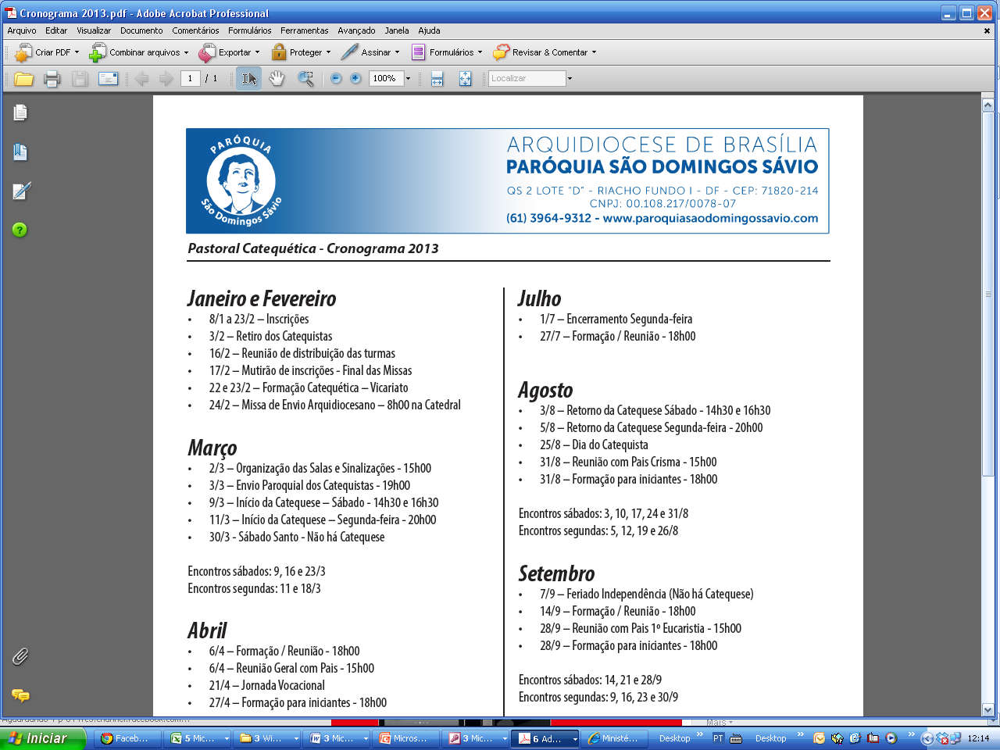 Cronograma 2013.pdf - Adobe Acrobat Professional
Arquivo Editar Visualizar Documento Comentários Formulários Ferramentas Avançado Janela Ajuda
Criar PDF Combinar arquivos Exportar Proteger Assinar Formulários Revisar & Comentar
1 / 1 100% Localizar
PARÓQUIA
São Domingos Sávio
ARQUIDIOCESE DE BRASÍLIA
PARÓQUIA SÃO DOMINGOS SÁVIO
QS 2 LOTE "D" - RIACHO FUNDO I - DF - CEP: 71820-214
CNPJ: 00.108.217/0078-07
(61) 3964-9312 - www.paroquiasaodomingossavio.com
Pastoral Catequética - Cronograma 2013
Janeiro e Fevereiro
• 8/1 a 23/2 – Inscrições
• 3/2 – Retiro dos Catequistas
• 16/2 – Reunião de distribuição das turmas
• 17/2 – Mutirão de inscrições - Final das Missas
• 22 e 23/2 – Formação Catequética – Vicariato
• 24/2 – Missa de Envio Arquidiocesano – 8h00 na Catedral
Março
• 2/3 – Organização das Salas e Sinalizações - 15h00
• 3/3 – Envio Paroquial dos Catequistas - 19h00
• 9/3 – Início da Catequese – Sábado - 14h30 e 16h30
• 11/3 – Início da Catequese – Segunda-feira - 20h00
• 30/3 - Sábado Santo - Não há Catequese
Encontros sábados: 9, 16 e 23/3
Encontros segundas: 11 e 18/3
Abril
• 6/4 – Formação / Reunião - 18h00
• 6/4 – Reunião Geral com Pais - 15h00
• 21/4 – Jornada Vocacional
• 27/4 – Formação para iniciantes - 18h00
Julho
• 1/7 – Encerramento Segunda-feira
• 27/7 – Formação / Reunião - 18h00
Agosto
• 3/8 – Retorno da Catequese Sábado - 14h30 e 16h30
• 5/8 – Retorno da Catequese Segunda-feira - 20h00
• 25/8 – Dia do Catequista
• 31/8 – Reunião com Pais Crisma - 15h00
• 31/8 – Formação para iniciantes - 18h00
Encontros sábados: 3, 10, 17, 24 e 31/8
Encontros segundas: 5, 12, 19 e 26/8
Setembro
• 7/9 – Feriado Independência (Não há Catequese)
• 14/9 – Formação / Reunião - 18h00
• 28/9 – Reunião com Pais 1º Eucaristia - 15h00
• 28/9 – Formação para iniciantes - 18h00
Encontros sábados: 14, 21 e 28/9
Encontros segundas: 9, 16, 23 e 30/9
Mais
Iniciar Faceb... 5 Mic... 3 Wi... 3 Mic... Micros... 3 Mic... 6 Ad... Ministé... Desktop » PT Desktop » » 12:14